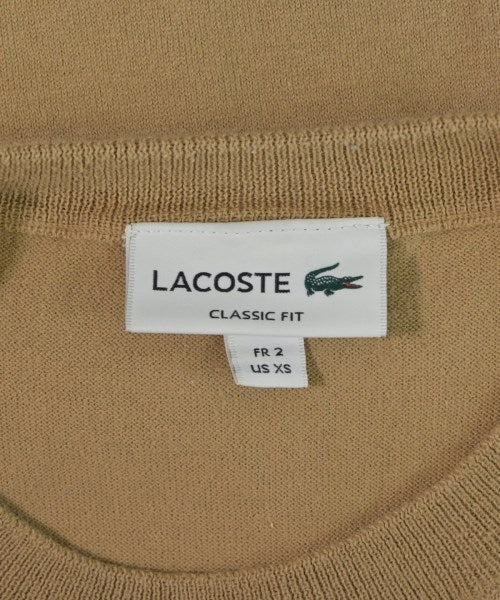 LACOSTE
CLASSIC FIT
FR 2
US XS